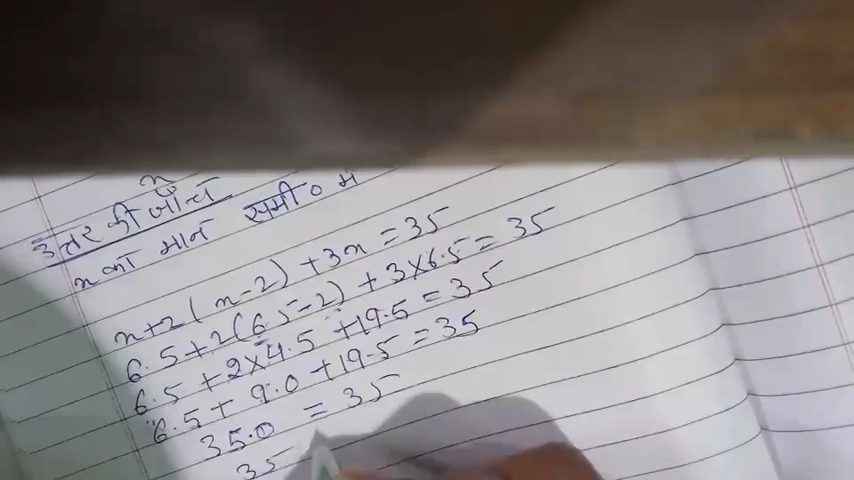 x
उत्तर की जाँच
x का मान समी० में
x+2(x-2)+3x=35
6.5+2(6.5-2)+3×6.5=35
6.5+2×4.5+19.5=35
6.5+9.0+19.5=35
35.0=35
35